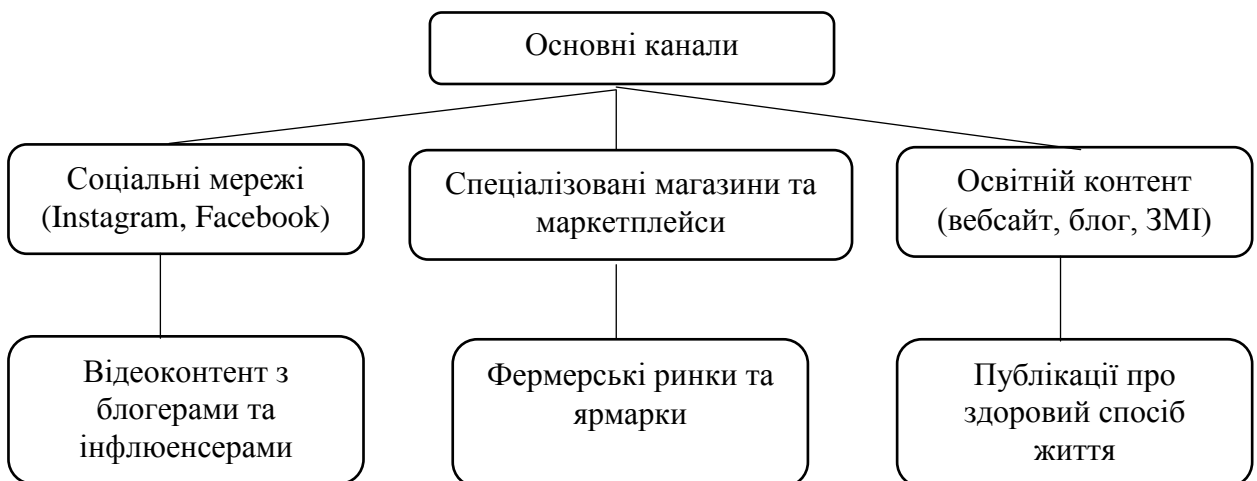 Основні канали
Соціальні мережі
(Instagram, Facebook)
Спеціалізовані магазини та
маркетплейси
Освітній контент
(вебсайт, блог, ЗМІ)
Відеоконтент з
блогерами та
інфлюенсерами
Фермерські ринки та
ярмарки
Публікації про
здоровий спосіб
життя